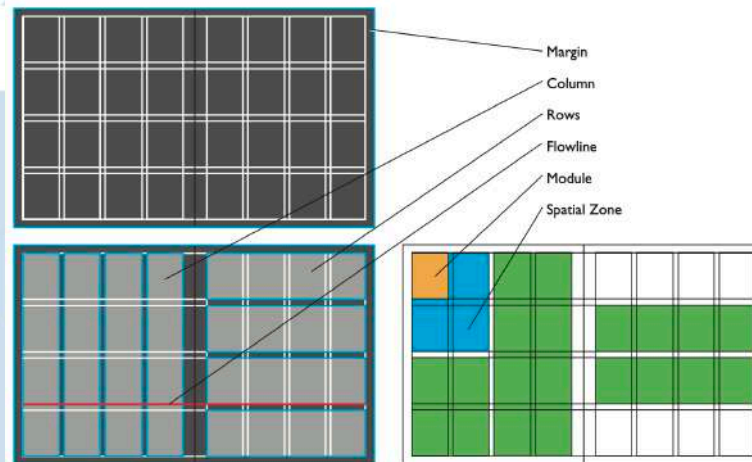 Margin
Column
Rows
Flowline
Module
Spatial Zone